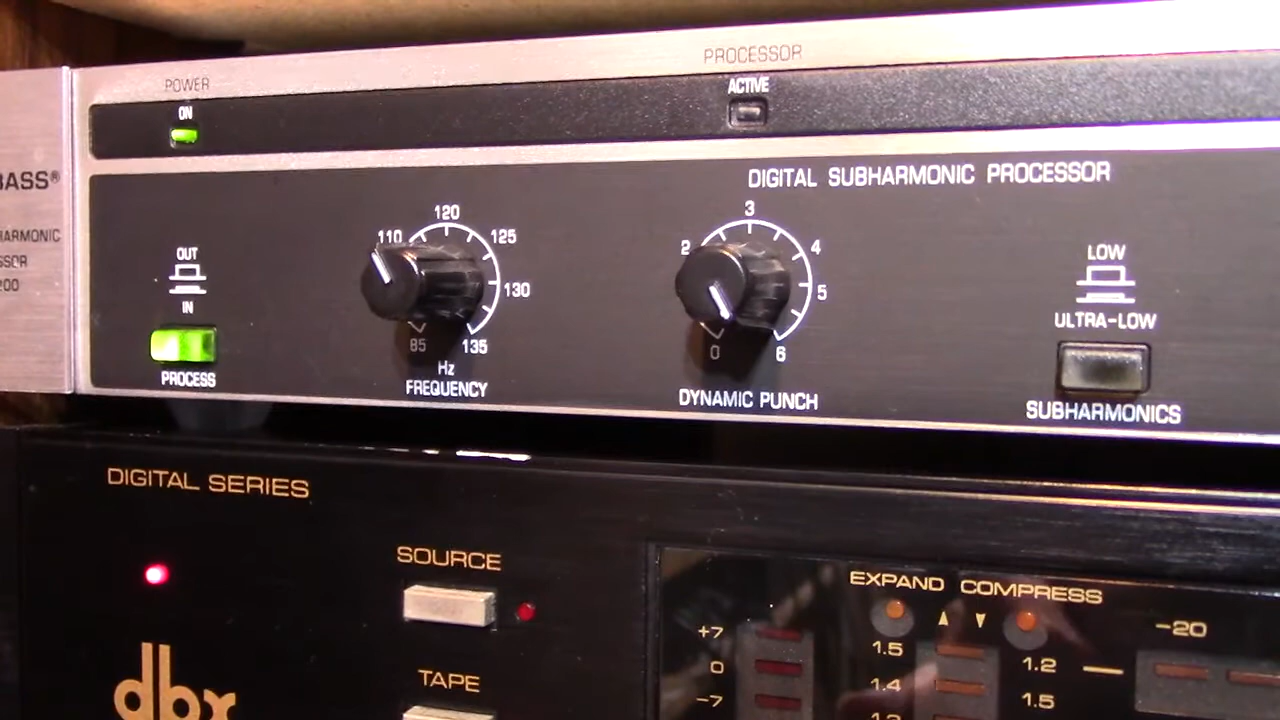 POWER
PROCESSOR
ON
ACTIVE
BASS®
DIGITAL SUBHARMONIC PROCESSOR
OUT
IN
PROCESS
110
120
125
130
135
85
Hz
FREQUENCY
2
3
4
5
6
0
DYNAMIC PUNCH
LOW
ULTRA-LOW
SUBHARMONICS
DIGITAL SERIES
dbx
SOURCE
TAPE
EXPAND COMPRESS
+7
0
-7
1.5
1.4
1.2
1.5
-20